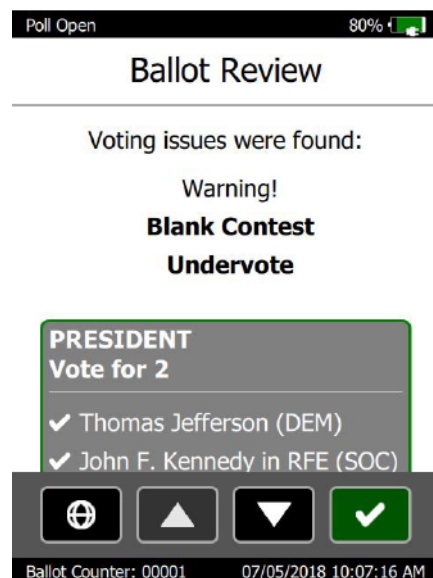 Poll Open 80%
Ballot Review
Voting issues were found:
Warning!
Blank Contest
Undervote
PRESIDENT
Vote for 2
Thomas Jefferson (DEM)
John F. Kennedy in RFE (SOC)
Ballot Counter: 00001 07/05/2018 10:07:16 AM